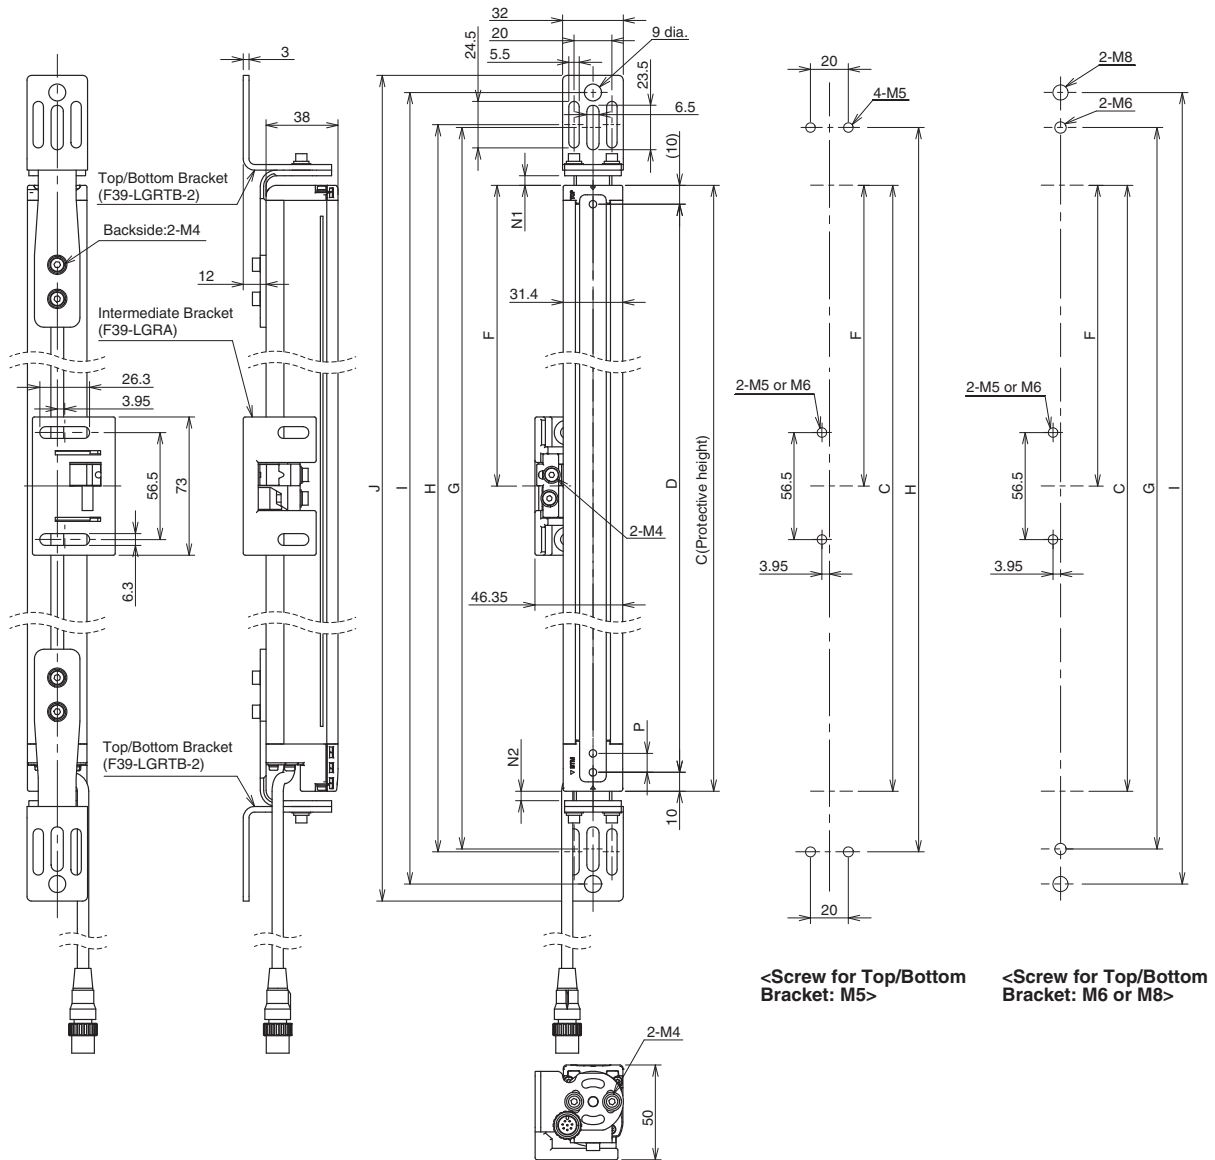 32
20
5.5
24.5
9 dia.
23.5
6.5
(10)
3
38
Top/Bottom Bracket
(F39-LGRTB-2)
Backside:2-M4
12
Intermediate Bracket
(F39-LGRA)
N1
31.4
F
26.3
3.95
56.5
73
6.3
J
I
H
G
D
C(Protective height)
2-M4
46.35
P
N2
10
Top/Bottom Bracket
(F39-LGRTB-2)
20
4-M5
F
2-M5 or M6
56.5
C
H
3.95
20
<Screw for Top/Bottom
Bracket: M5>
2-M8
2-M6
F
2-M5 or M6
56.5
C
G
I
3.95
<Screw for Top/Bottom
Bracket: M6 or M8>
2-M4
50